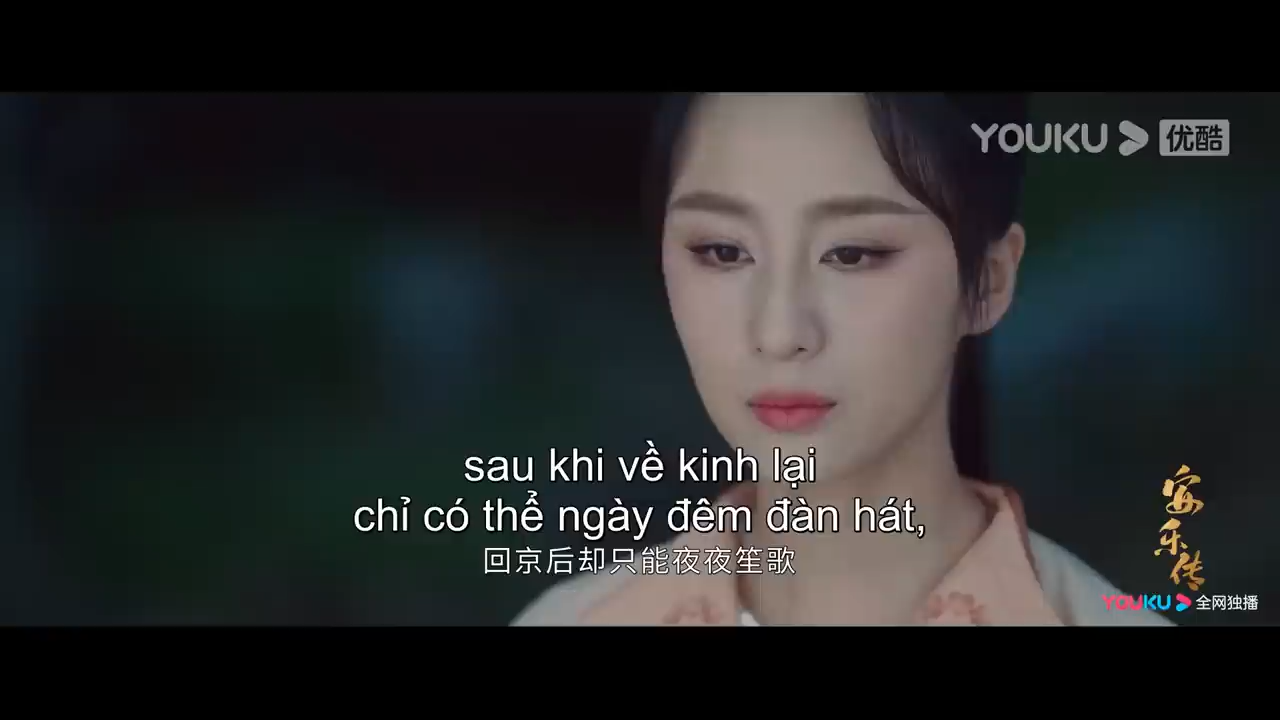 YOUKU 优酷
sau khi về kinh lại
chỉ có thể ngày đêm đàn hát,
回京后却只能夜夜笙歌
安乐传
YOUKU 全网独播